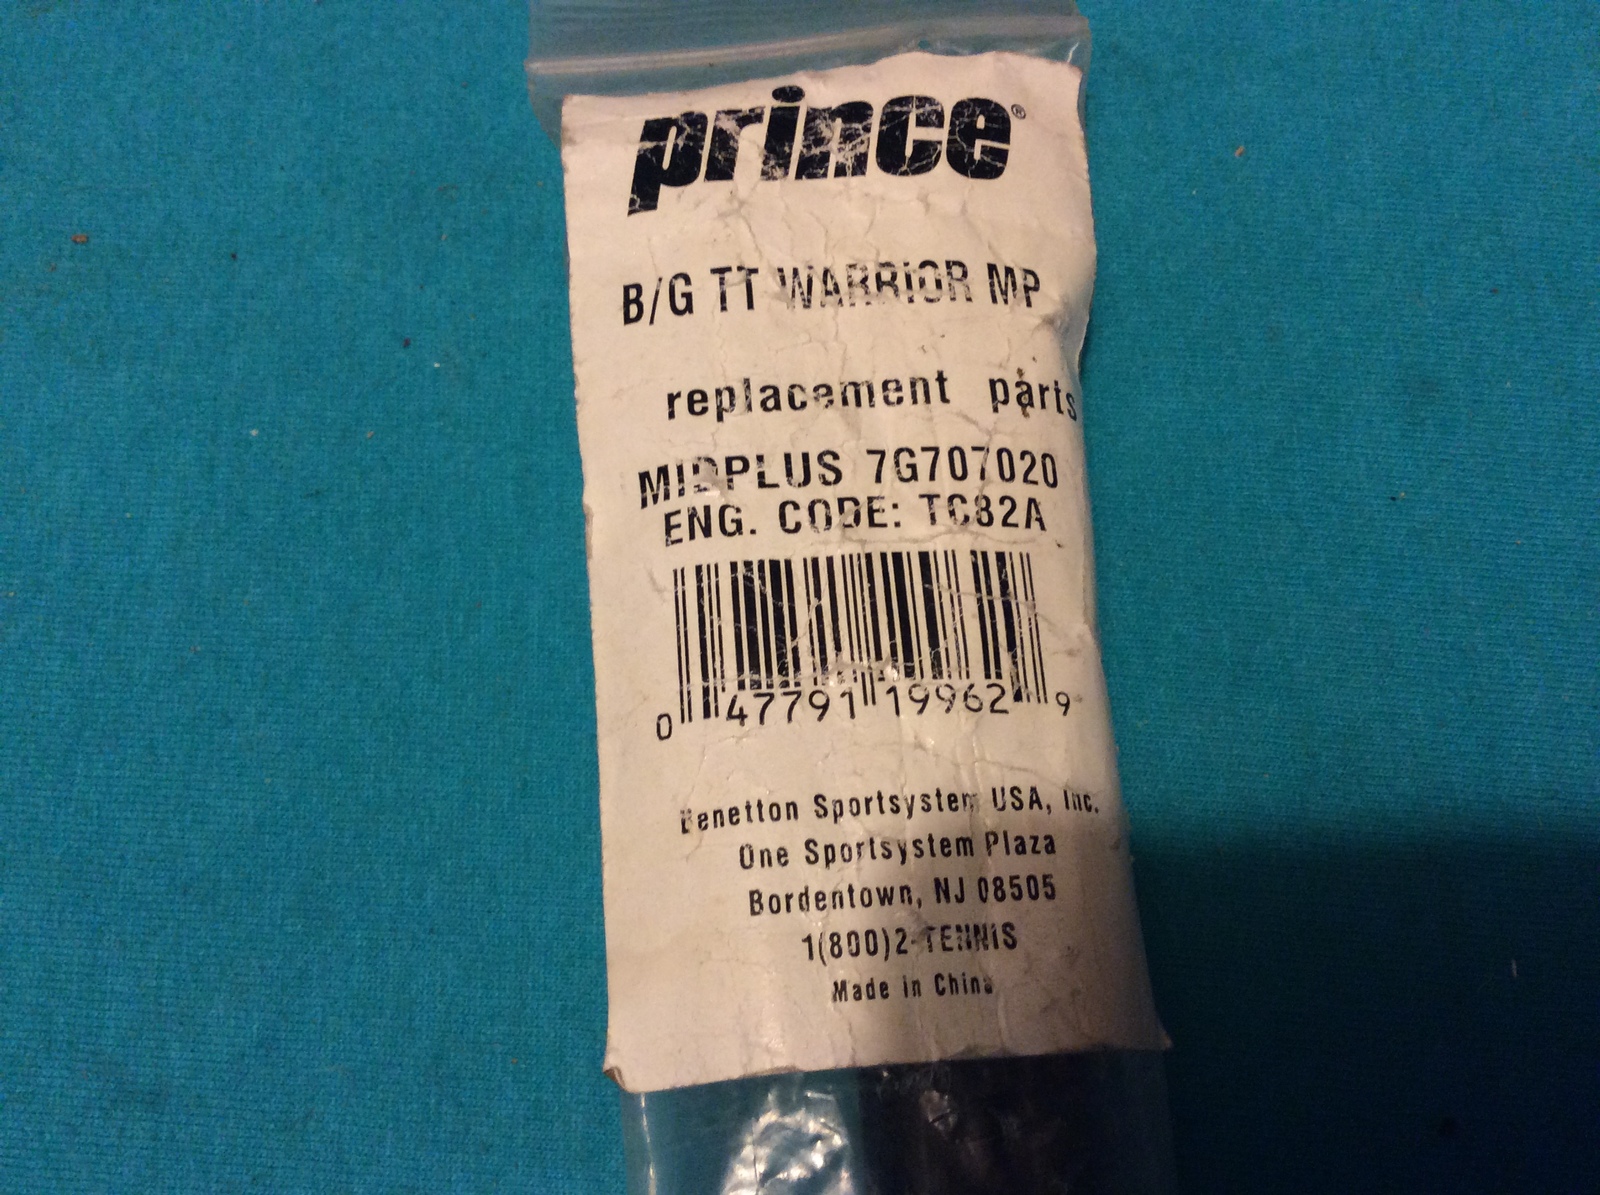 prince®
B/G TT WARRIOR MP
replacement parts
MIDPLUS 7G707020
ENG. CODE: TC82A
0 47791 19962 9
Benetton Sportsystem USA, Inc.
One Sportsystem Plaza
Bordentown, NJ 08505
1(800)2-TENNIS
Made in China